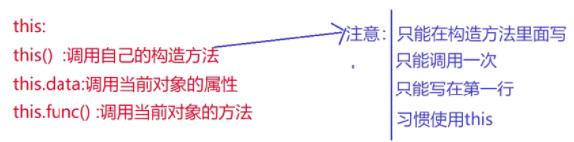 this:
this() :调用自己的构造方法
this.data:调用当前对象的属性
this.func() :调用当前对象的方法
注意: 只能在构造方法里面写
只能调用一次
只能写在第一行
习惯使用this